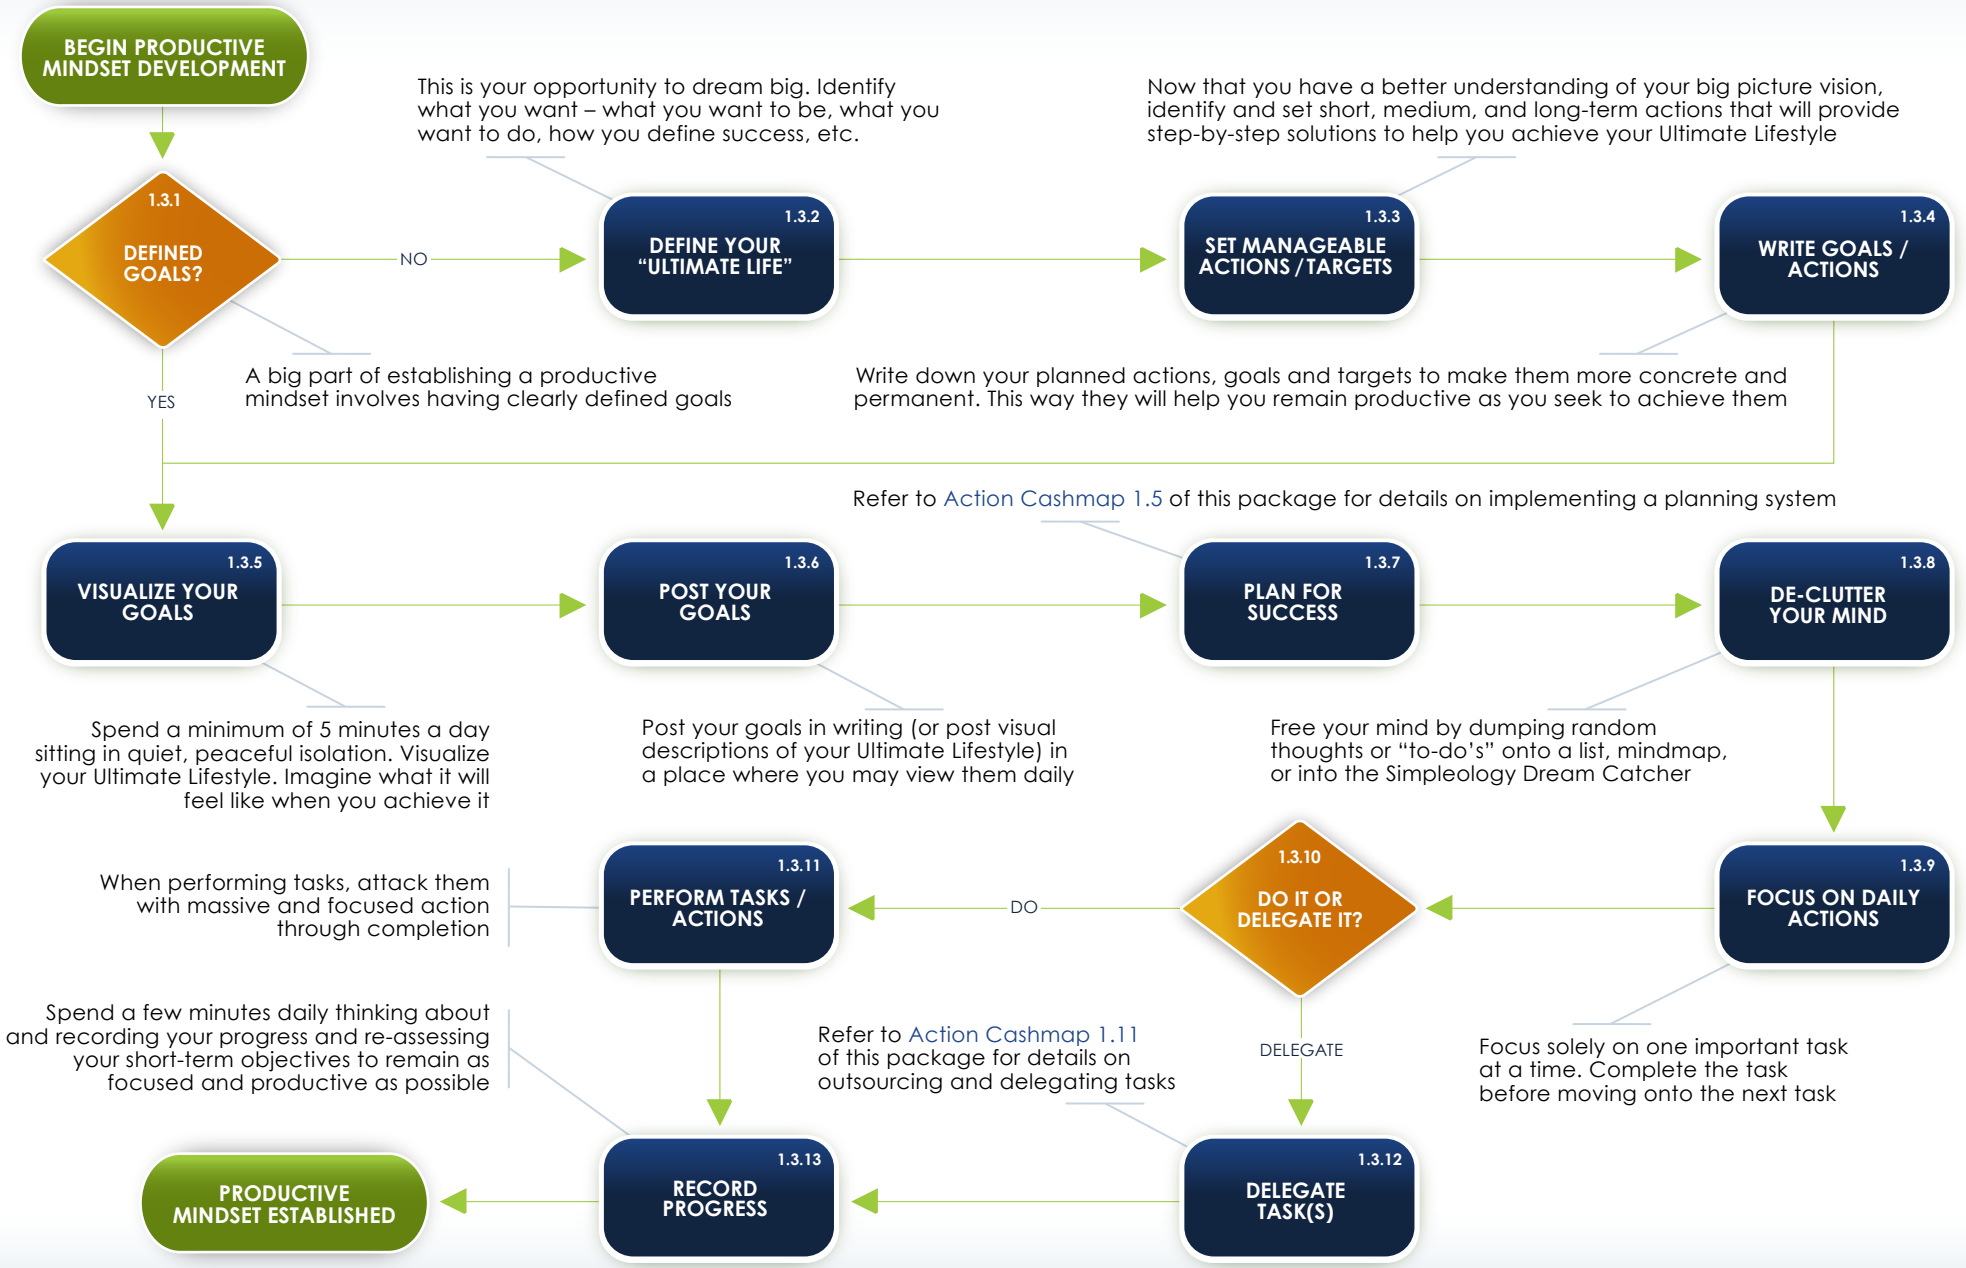 BEGIN PRODUCTIVE
MINDSET DEVELOPMENT
This is your opportunity to dream big. Identify
what you want – what you want to be, what you
want to do, how you define success, etc.
Now that you have a better understanding of your big picture vision,
identify and set short, medium, and long-term actions that will provide
step-by-step solutions to help you achieve your Ultimate Lifestyle
1.3.1
DEFINED
GOALS?
NO
1.3.2
DEFINE YOUR
“ULTIMATE LIFE”
1.3.3
SET MANAGEABLE
ACTIONS / TARGETS
1.3.4
WRITE GOALS /
ACTIONS
YES
A big part of establishing a productive
mindset involves having clearly defined goals
Write down your planned actions, goals and targets to make them more concrete and
permanent. This way they will help you remain productive as you seek to achieve them
Refer to Action Cashmap 1.5 of this package for details on implementing a planning system
1.3.5
VISUALIZE YOUR
GOALS
1.3.6
POST YOUR
GOALS
1.3.7
PLAN FOR
SUCCESS
1.3.8
DE-CLUTTER
YOUR MIND
Spend a minimum of 5 minutes a day
sitting in quiet, peaceful isolation. Visualize
your Ultimate Lifestyle. Imagine what it will
feel like when you achieve it
Post your goals in writing (or post visual
descriptions of your Ultimate Lifestyle) in
a place where you may view them daily
Free your mind by dumping random
thoughts or “to-do’s” onto a list, mindmap,
or into the Simpleology Dream Catcher
When performing tasks, attack them
with massive and focused action
through completion
1.3.11
PERFORM TASKS /
ACTIONS
DO
1.3.10
DO IT OR
DELEGATE IT?
1.3.9
FOCUS ON DAILY
ACTIONS
Spend a few minutes daily thinking about
and recording your progress and re-assessing
your short-term objectives to remain as
focused and productive as possible
Refer to Action Cashmap 1.11
of this package for details on
outsourcing and delegating tasks
DELEGATE
Focus solely on one important task
at a time. Complete the task
before moving onto the next task
PRODUCTIVE
MINDSET ESTABLISHED
1.3.13
RECORD
PROGRESS
1.3.12
DELEGATE
TASK(S)